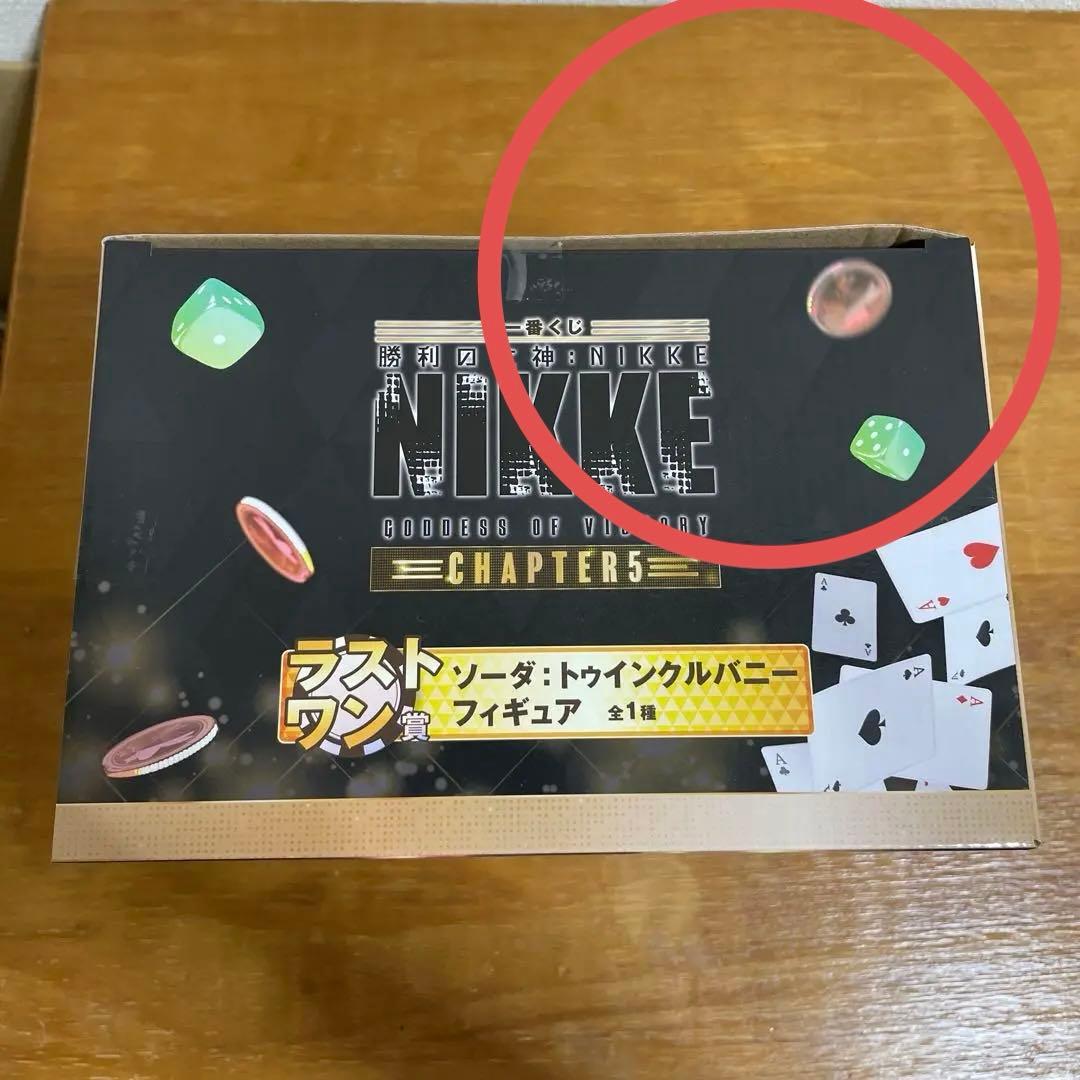 一番くじ
勝利の女神:NIKKE
NIKKE
GODDESS OF VICTORY
CHAPTER5
ラスト
ワン賞
ソーダ:トゥインクルバニー
フィギュア 全1種
A
A
A
A
A
A
A